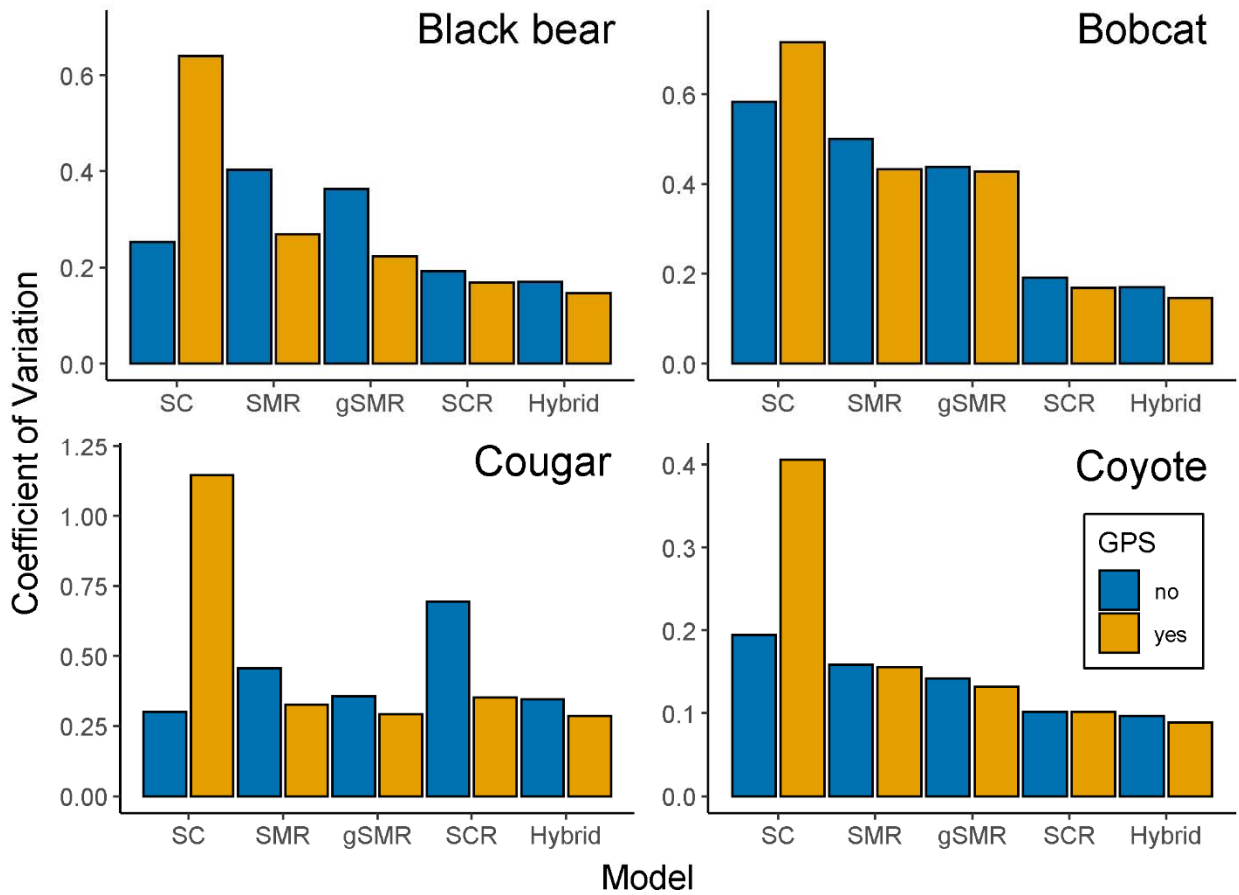 Coefficient of Variation
Black bear
0.6
0.4
0.2
0.0
SC SMR gSMR SCR Hybrid
Bobcat
0.6
0.4
0.2
0.0
SC SMR gSMR SCR Hybrid
Cougar
1.25
1.00
0.75
0.50
0.25
0.00
SC SMR gSMR SCR Hybrid
Coyote
0.4
0.3
0.2
0.1
0.0
SC SMR gSMR SCR Hybrid
GPS
no
yes
Model